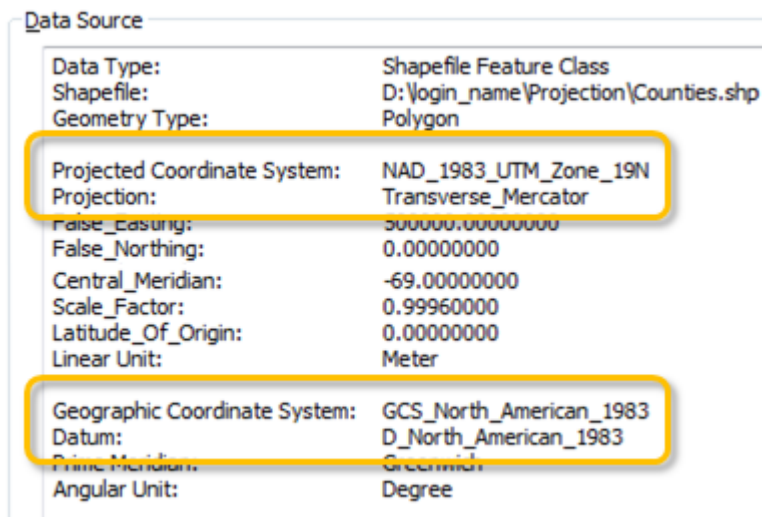 Data Source
Data Type: Shapefile Feature Class
Shapefile: D:\login_name\Projection\Counties.shp
Geometry Type: Polygon
Projected Coordinate System: NAD_1983_UTM_Zone_19N
Projection: Transverse_Mercator
False_Easting: 500000.00000000
False_Northing: 0.00000000
Central_Meridian: -69.00000000
Scale_Factor: 0.99960000
Latitude_Of_Origin: 0.00000000
Linear Unit: Meter
Geographic Coordinate System: GCS_North_American_1983
Datum: D_North_American_1983
Prime Meridian: Greenwich
Angular Unit: Degree